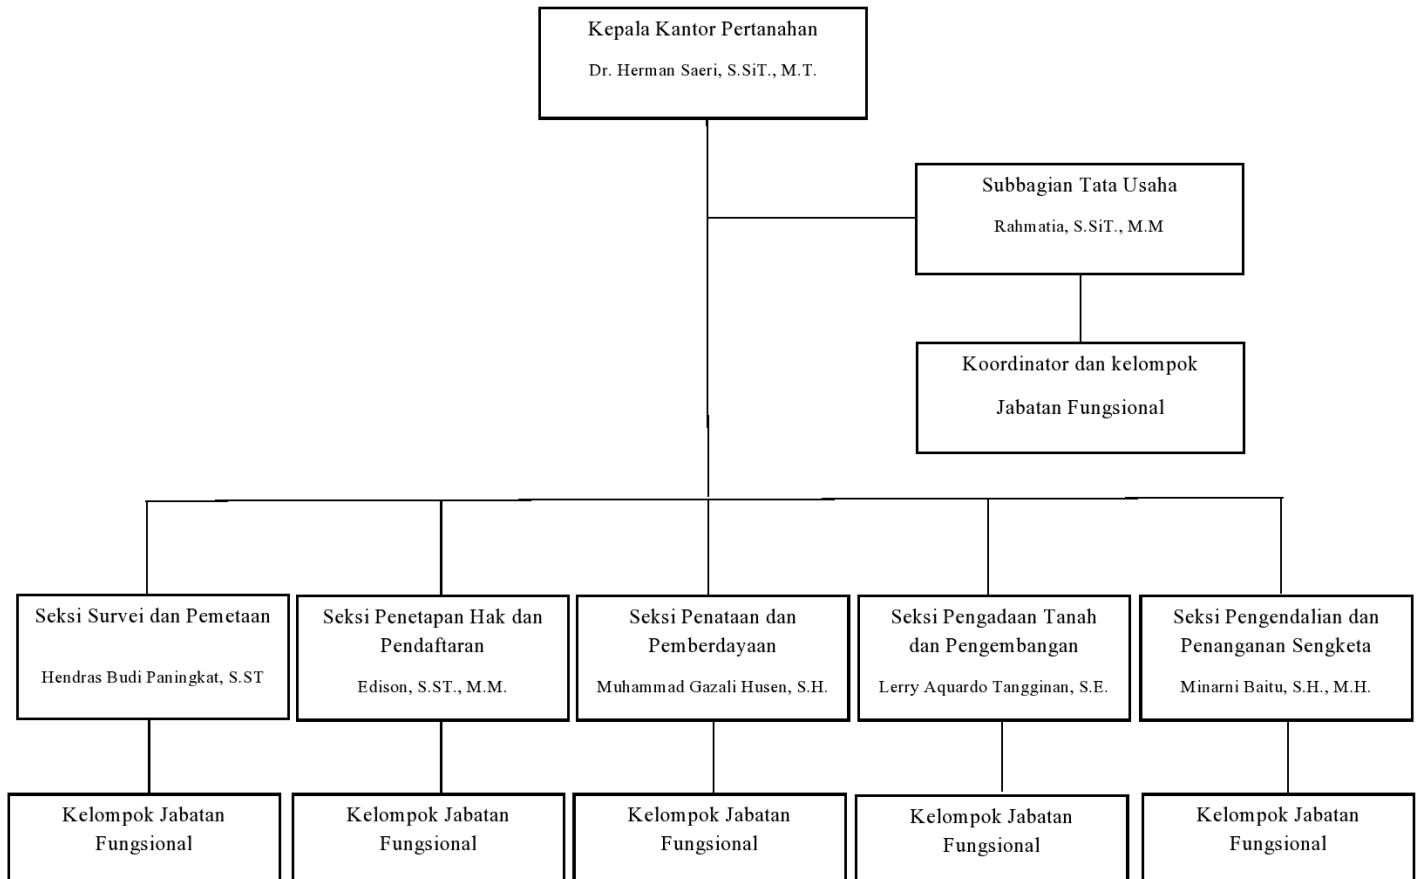 Kepala Kantor Pertanahan
Dr. Herman Saeri, S.SiT., M.T.
Subbagian Tata Usaha
Rahmatia, S.SiT., M.M
Koordinator dan kelompok
Jabatan Fungsional
Seksi Survei dan Pemetaan
Hendras Budi Paningkat, S.ST
Seksi Penetapan Hak dan
Pendaftaran
Edison, S.ST., M.M.
Seksi Penataan dan
Pemberdayaan
Muhammad Gazali Husen, S.H.
Seksi Pengadaan Tanah
dan Pengembangan
Lerry Aquardo Tangginan, S.E.
Seksi Pengendalian dan
Penanganan Sengketa
Minarni Baitu, S.H., M.H.
Kelompok Jabatan
Fungsional
Kelompok Jabatan
Fungsional
Kelompok Jabatan
Fungsional
Kelompok Jabatan
Fungsional
Kelompok Jabatan
Fungsional